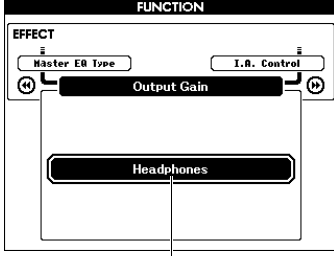 FUNCTION
EFFECT
Master EQ Type
I.A. Control
Output Gain
Headphones